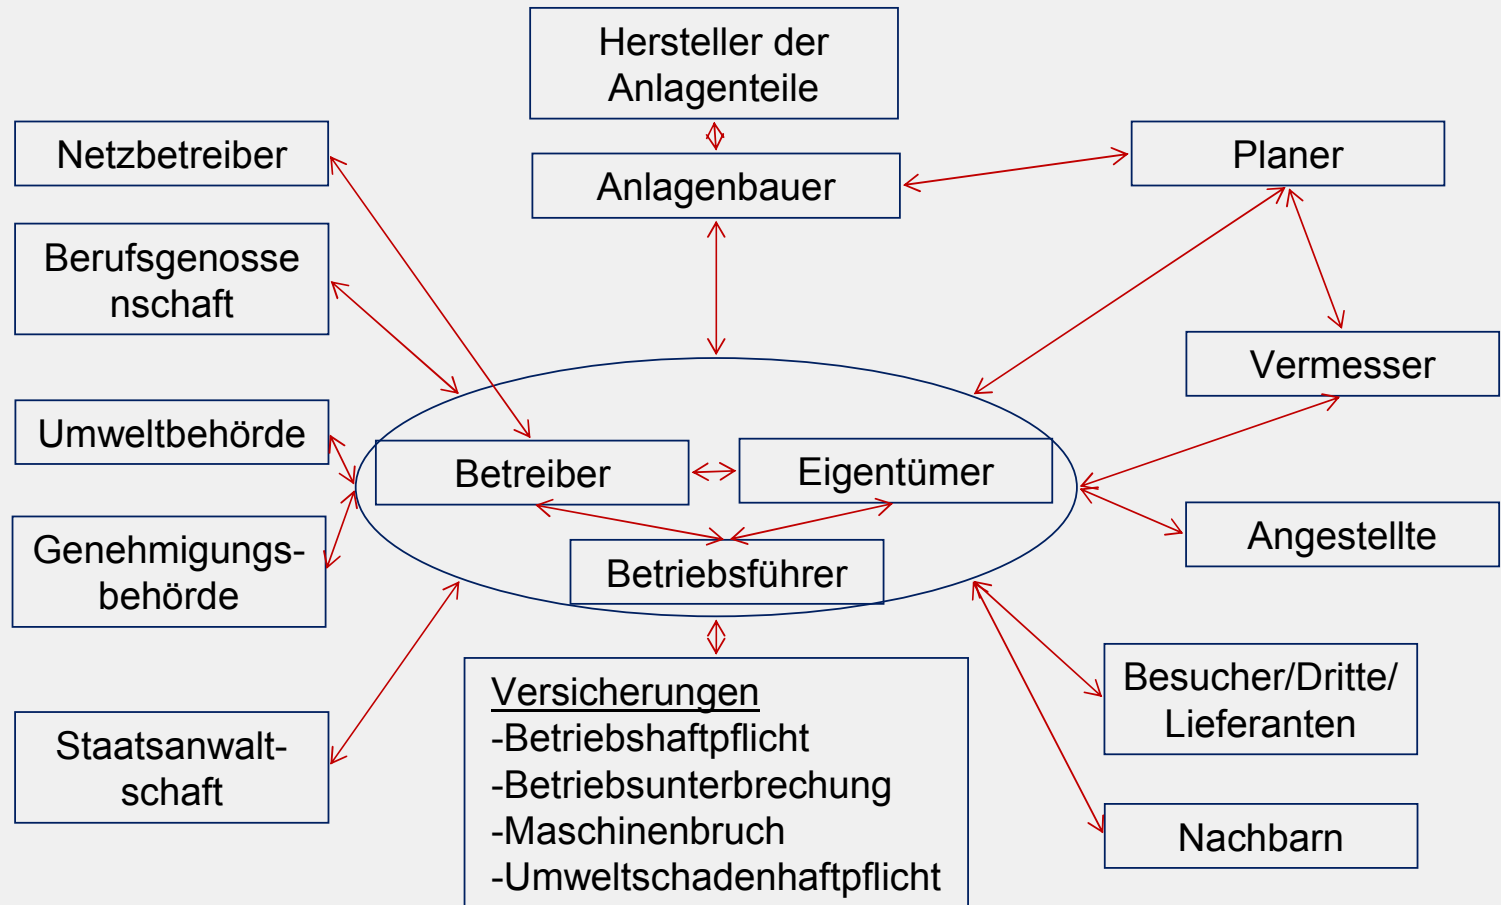 Hersteller der
Anlagenteile
Netzbetreiber
Anlagenbauer
Planer
Berufsgenosse
nschaft
Vermesser
Umweltbehörde
Betreiber
Eigentümer
Genehmigungs-
behörde
Betriebsführer
Angestellte
Staatsanwalt-
schaft
Versicherungen
-Betriebshaftpflicht
-Betriebsunterbrechung
-Maschinenbruch
-Umweltschadenhaftpflicht
Besucher/Dritte/
Lieferanten
Nachbarn